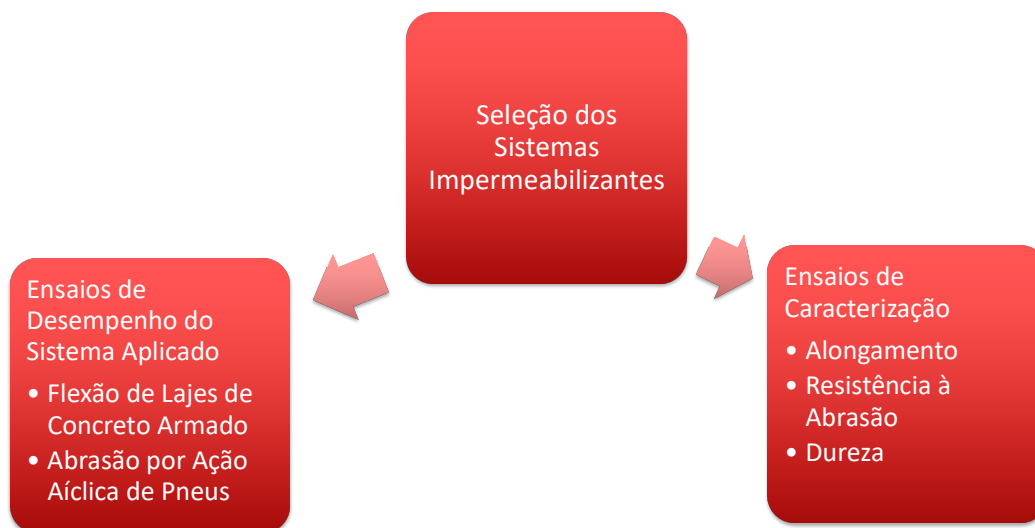 Seleção dos
Sistemas
Impermeabilizantes
Ensaios de
Desempenho do
Sistema Aplicado
• Flexão de Lajes de
Concreto Armado
• Abrasão por Ação
Aíclica de Pneus
Ensaios de
Caracterização
• Alongamento
• Resistência à
Abrasão
• Dureza